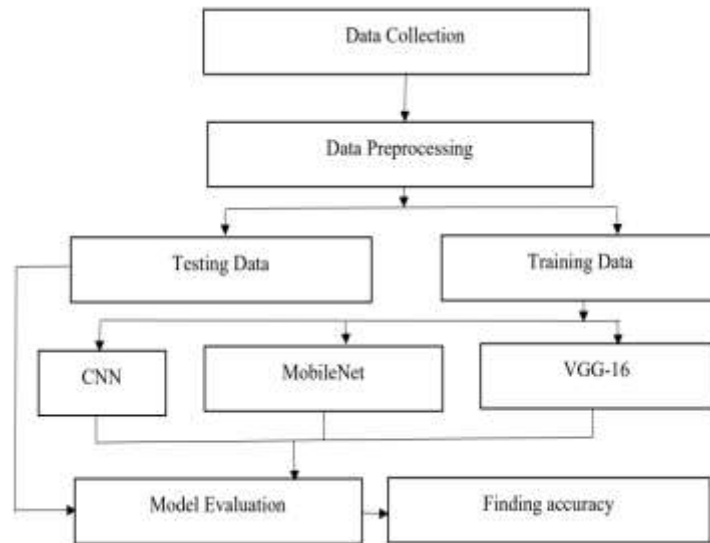 Data Collection
Data Preprocessing
Testing Data
Training Data
CNN
MobileNet
VGG-16
Model Evaluation
Finding accuracy